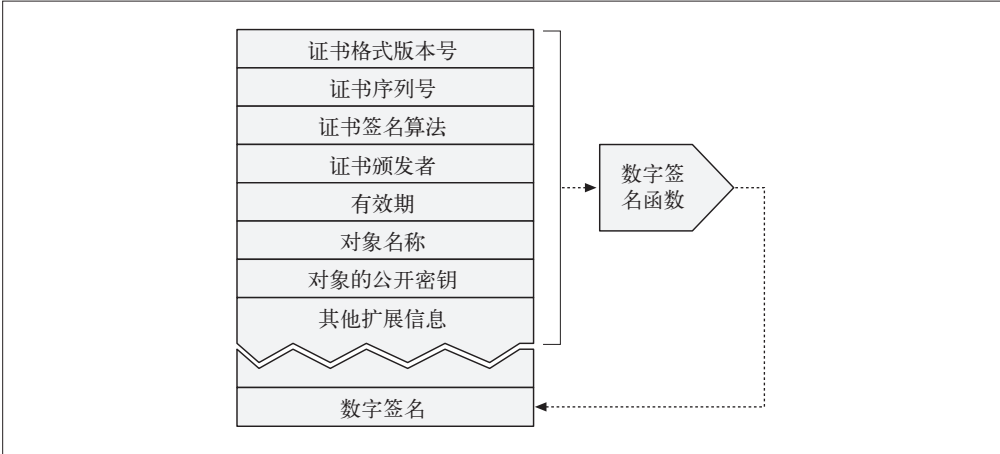 证书格式版本号
证书序列号
证书签名算法
证书颁发者
有效期
对象名称
对象的公开密钥
其他扩展信息
数字签名
数字签
名函数